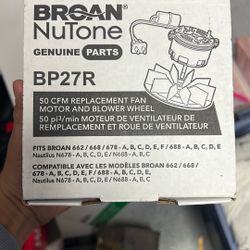 BROAN
NuTone
GENUINE PARTS
BP27R
50 CFM REPLACEMENT FAN
MOTOR AND BLOWER WHEEL
50 pi³/min MOTEUR DE VENTILATEUR DE
REMPLACEMENT ET ROUE DE VENTILATEUR
FITS BROAN 662 / 668 / 678 - A, B, C, D, E, F / 688 - A, B, C, D, E
Nautilus N678 - A, B, C, D, E / N688 - A, B, C
COMPATIBLE AVEC LES MODÈLES BROAN 662 / 668 /
678 - A, B, C, D, E, F / 688 - A, B, C, D, E
Nautilus N678 - A, B, C, D, E / N688 - A, B, C